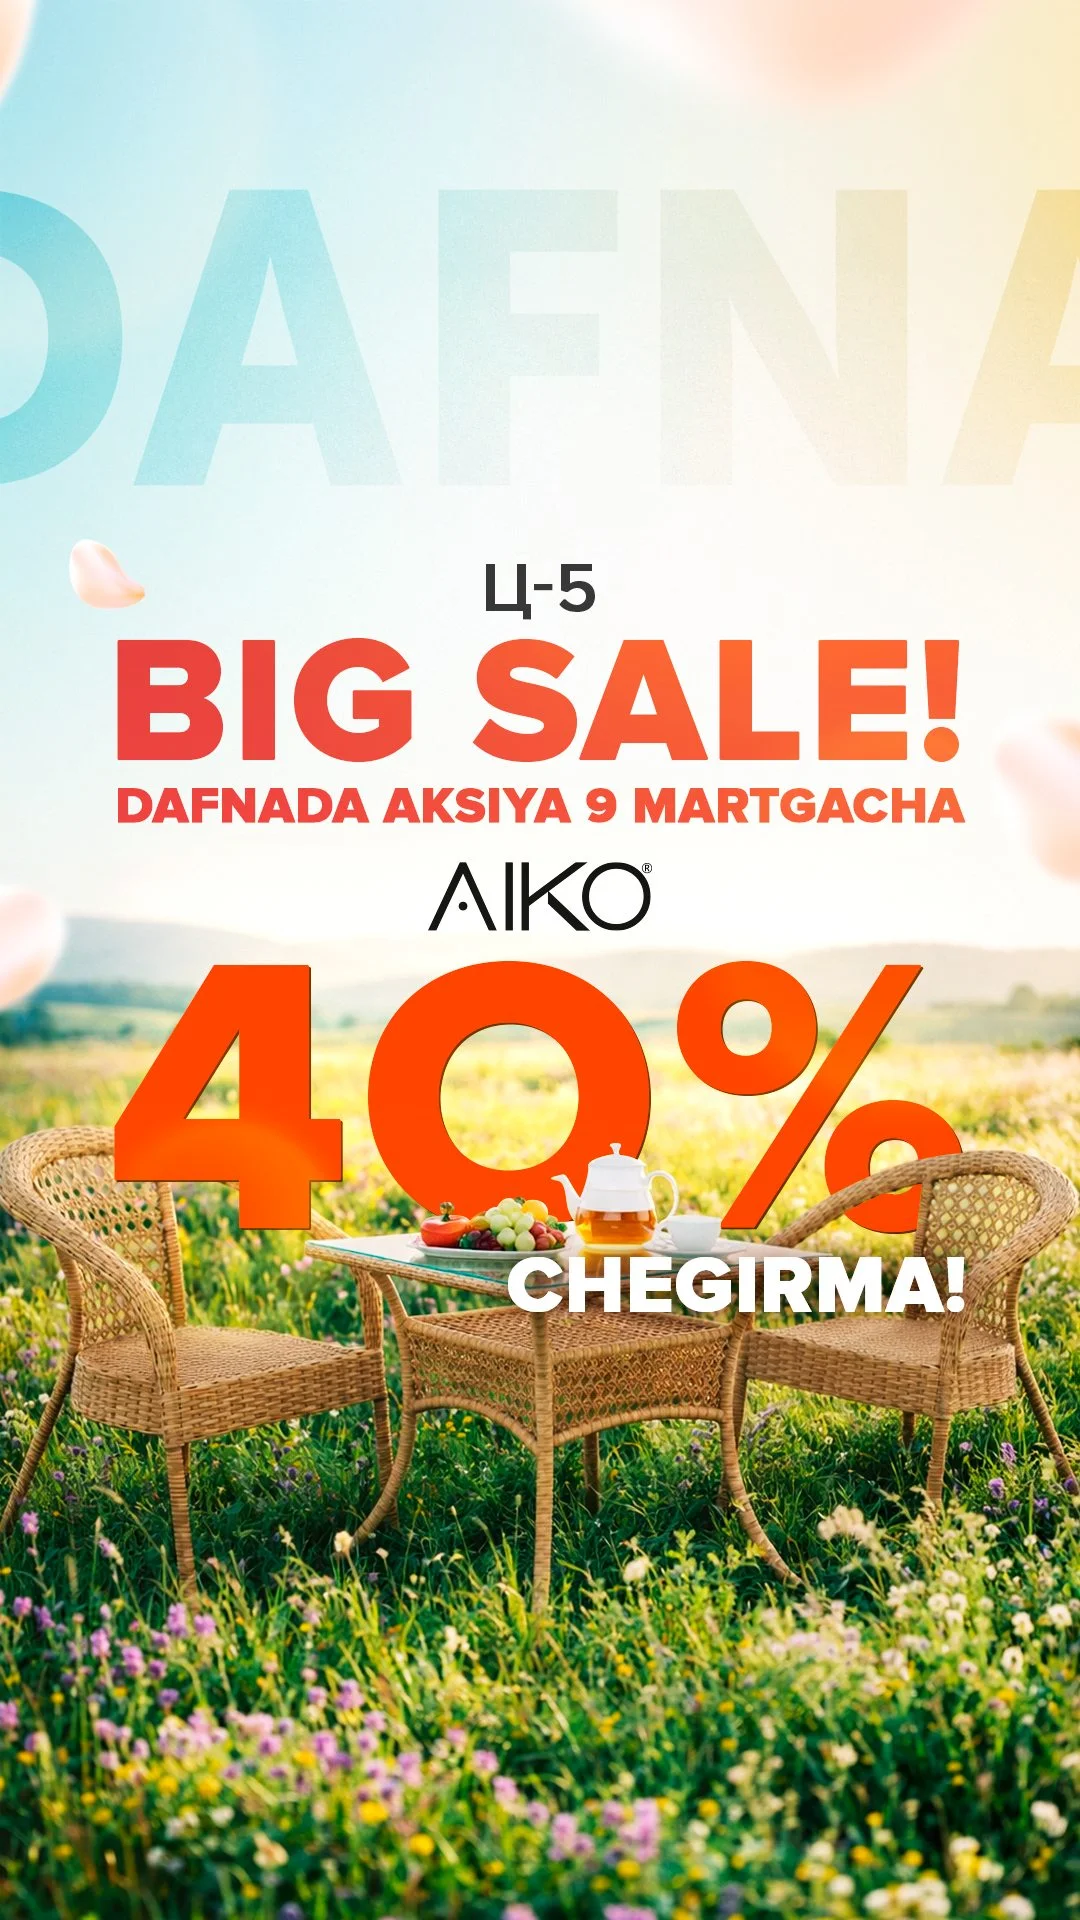 DAFNA
Ц-5
BIG SALE!
DAFNADA AKSIYA 9 MARTGACHA
AIKO®
40%
CHEGIRMA!